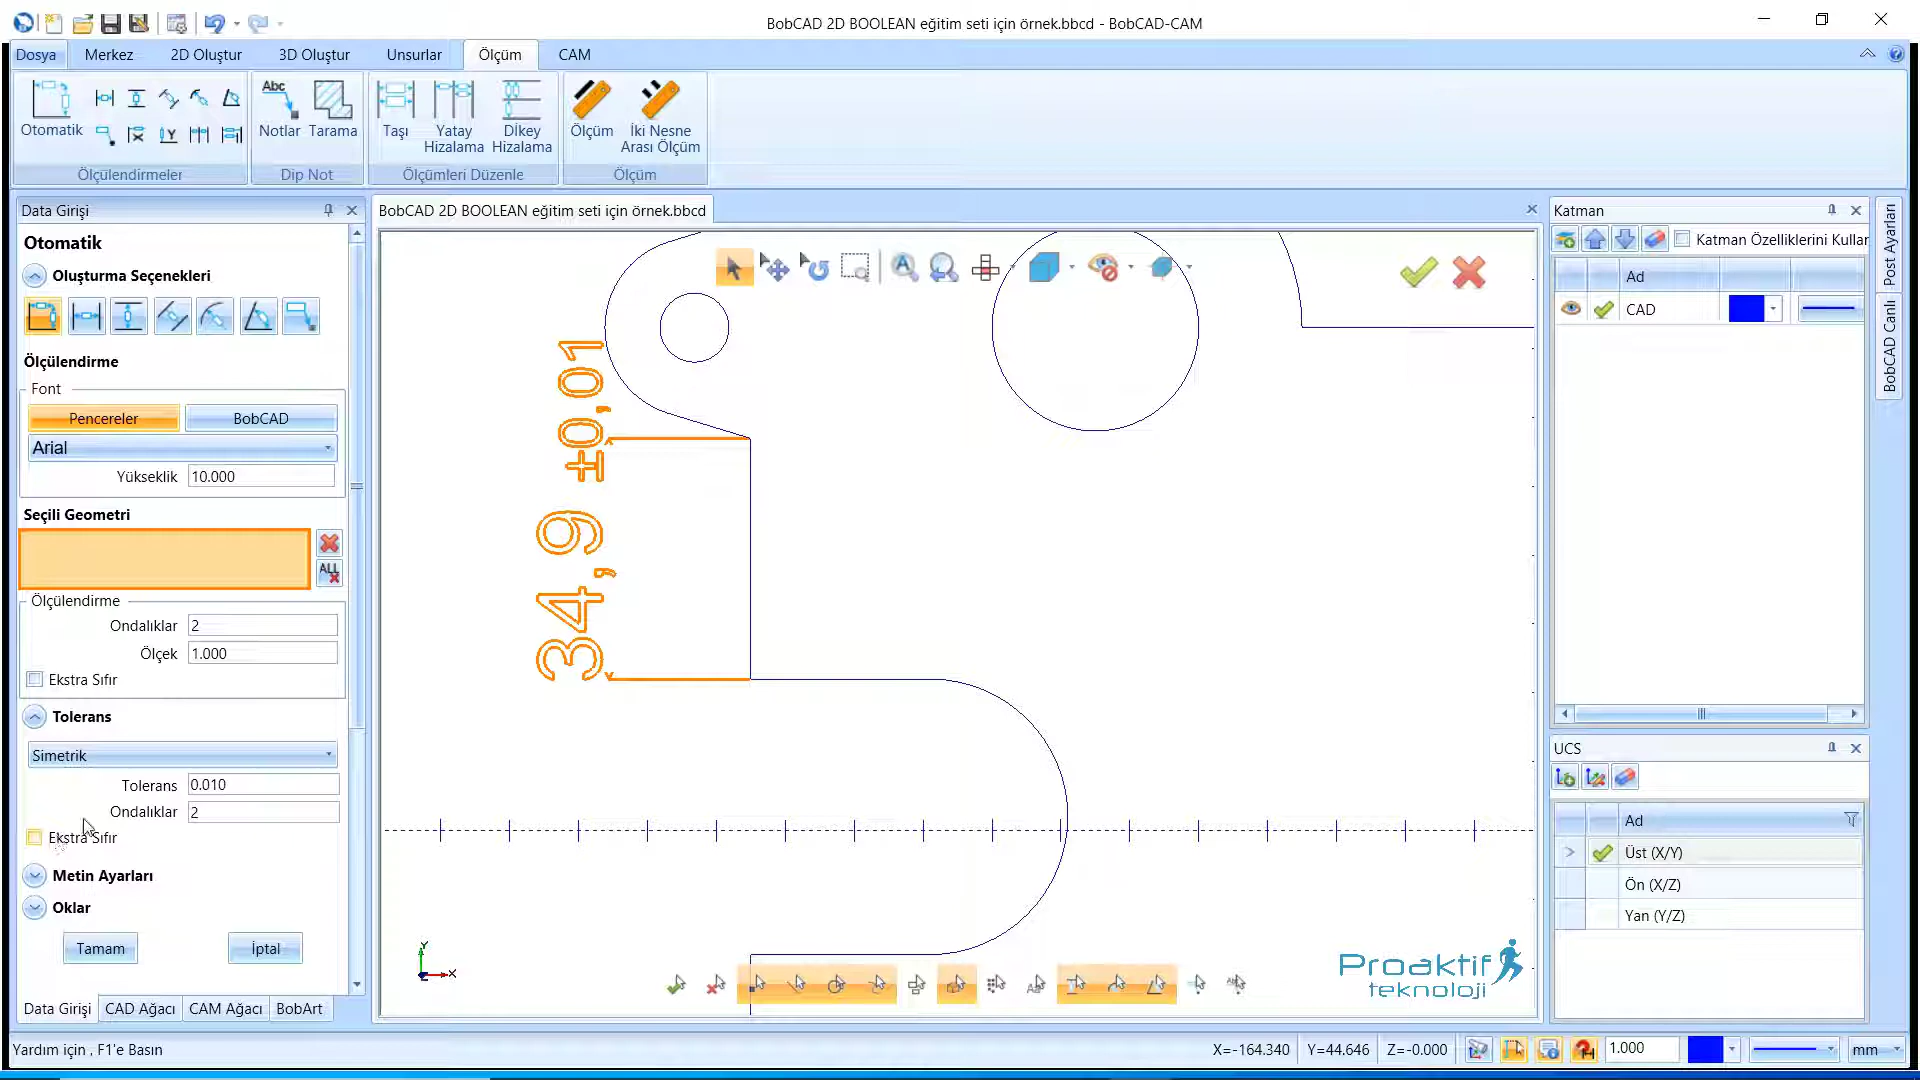 BobCAD 2D BOOLEAN eğitim seti için örnek.bbcd - BobCAD-CAM
Dosya Merkez 2D Oluştur 3D Oluştur Unsurlar Ölçüm CAM
Otomatik
Abc
Notlar Tarama
Taşı Yatay Hizalama Dikey Hizalama
Ölçüm İki Nesne Arası Ölçüm
Ölçülendirmeler Dip Not Ölçümleri Düzenle Ölçüm
Data Girişi
BobCAD 2D BOOLEAN eğitim seti için örnek.bbcd
Otomatik
Oluşturma Seçenekleri
Ölçülendirme
Font
Pencereler BobCAD
Arial
Yükseklik 10.000
Seçili Geometri
ALL
Ölçülendirme
Ondalıklar 2
Ölçek 1.000
Ekstra Sıfır
Tolerans
Simetrik
Tolerans 0.010
Ondalıklar 2
Ekstra Sıfır
Metin Ayarları
Oklar
Tamam İptal
Data Girişi CAD Ağacı CAM Ağacı BobArt
34,9 ±0,01
Y
X
Proaktif
teknoloji
Katman
Katman Özelliklerini Kullar
Ad
CAD
Post Ayarları
BobCAD Canlı
UCS
Ad
Üst (X/Y)
Ön (X/Z)
Yan (Y/Z)
Yardım için , F1'e Basın
X=-164.340 Y=44.646 Z=-0.000 1.000 mm